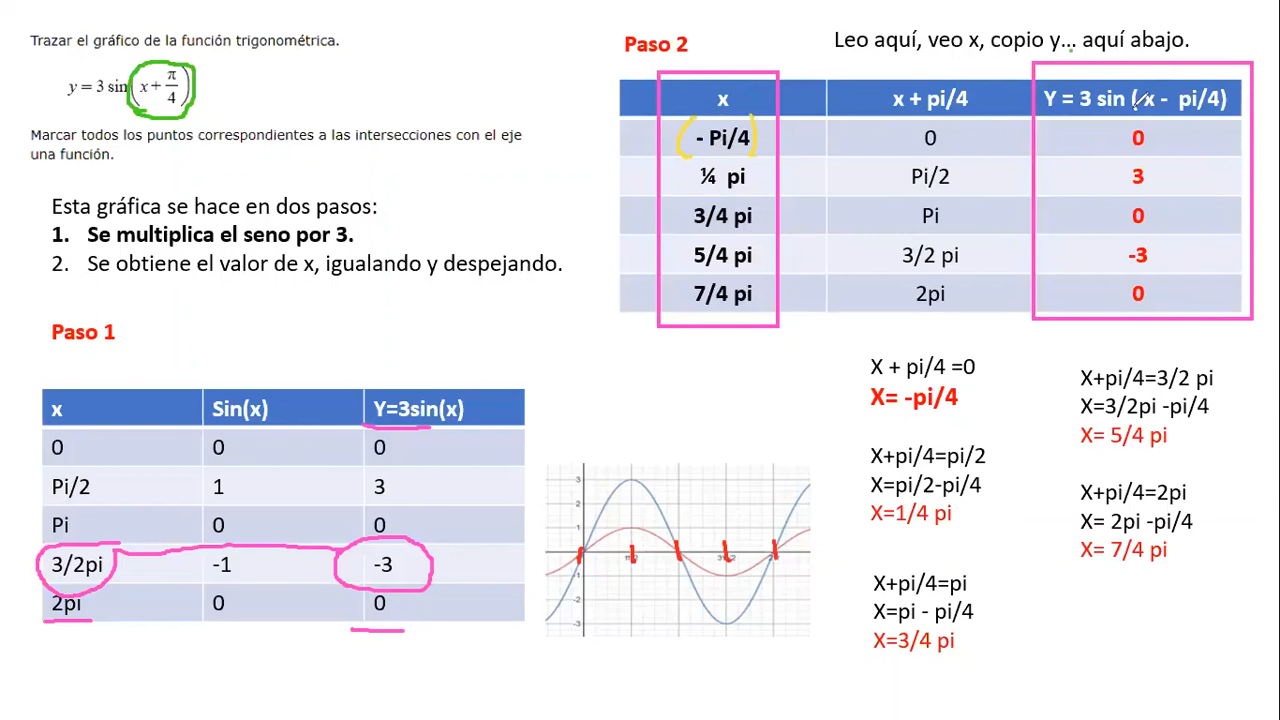 Trazar el gráfico de la función trigonométrica.
y = 3 sin(x + π/4)
Marcar todos los puntos correspondientes a las intersecciones con el eje
una función.
Esta gráfica se hace en dos pasos:
1. Se multiplica el seno por 3.
2. Se obtiene el valor de x, igualando y despejando.
Paso 1
x Sin(x) Y=3sin(x)
0 0 0
Pi/2 1 3
Pi 0 0
3/2pi -1 -3
2pi 0 0
Paso 2
Leo aquí, veo x, copio y... aquí abajo.
x x + pi/4 Y = 3 sin ( x - pi/4)
- Pi/4 0 0
¼ pi Pi/2 3
3/4 pi Pi 0
5/4 pi 3/2 pi -3
7/4 pi 2pi 0
X + pi/4 =0
X= -pi/4
X+pi/4=pi/2
X=pi/2-pi/4
X=1/4 pi
X+pi/4=pi
X=pi - pi/4
X=3/4 pi
X+pi/4=3/2 pi
X=3/2pi -pi/4
X= 5/4 pi
X+pi/4=2pi
X= 2pi -pi/4
X= 7/4 pi
3
2
1
-1
-2
-3